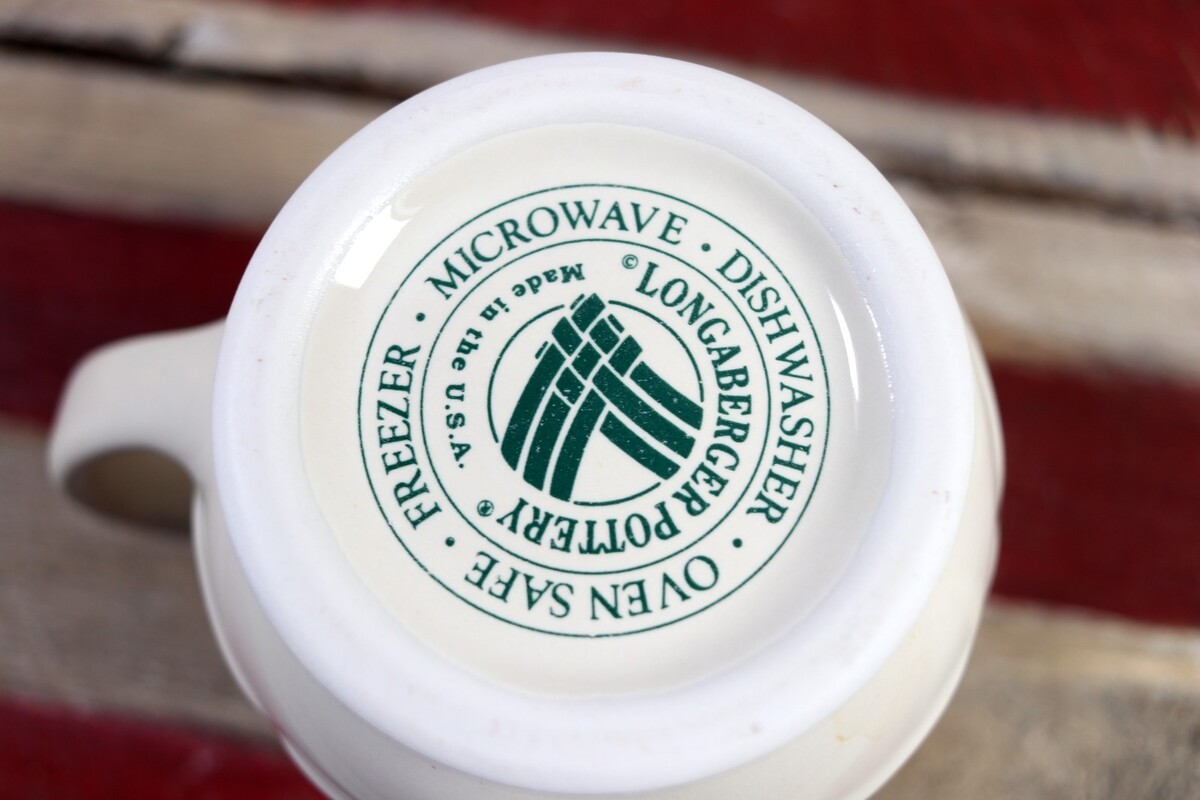 MICROWAVE • DISHWASHER • OVEN SAFE • FREEZER •
© LONGABERGER POTTERY ®
Made in the U.S.A.